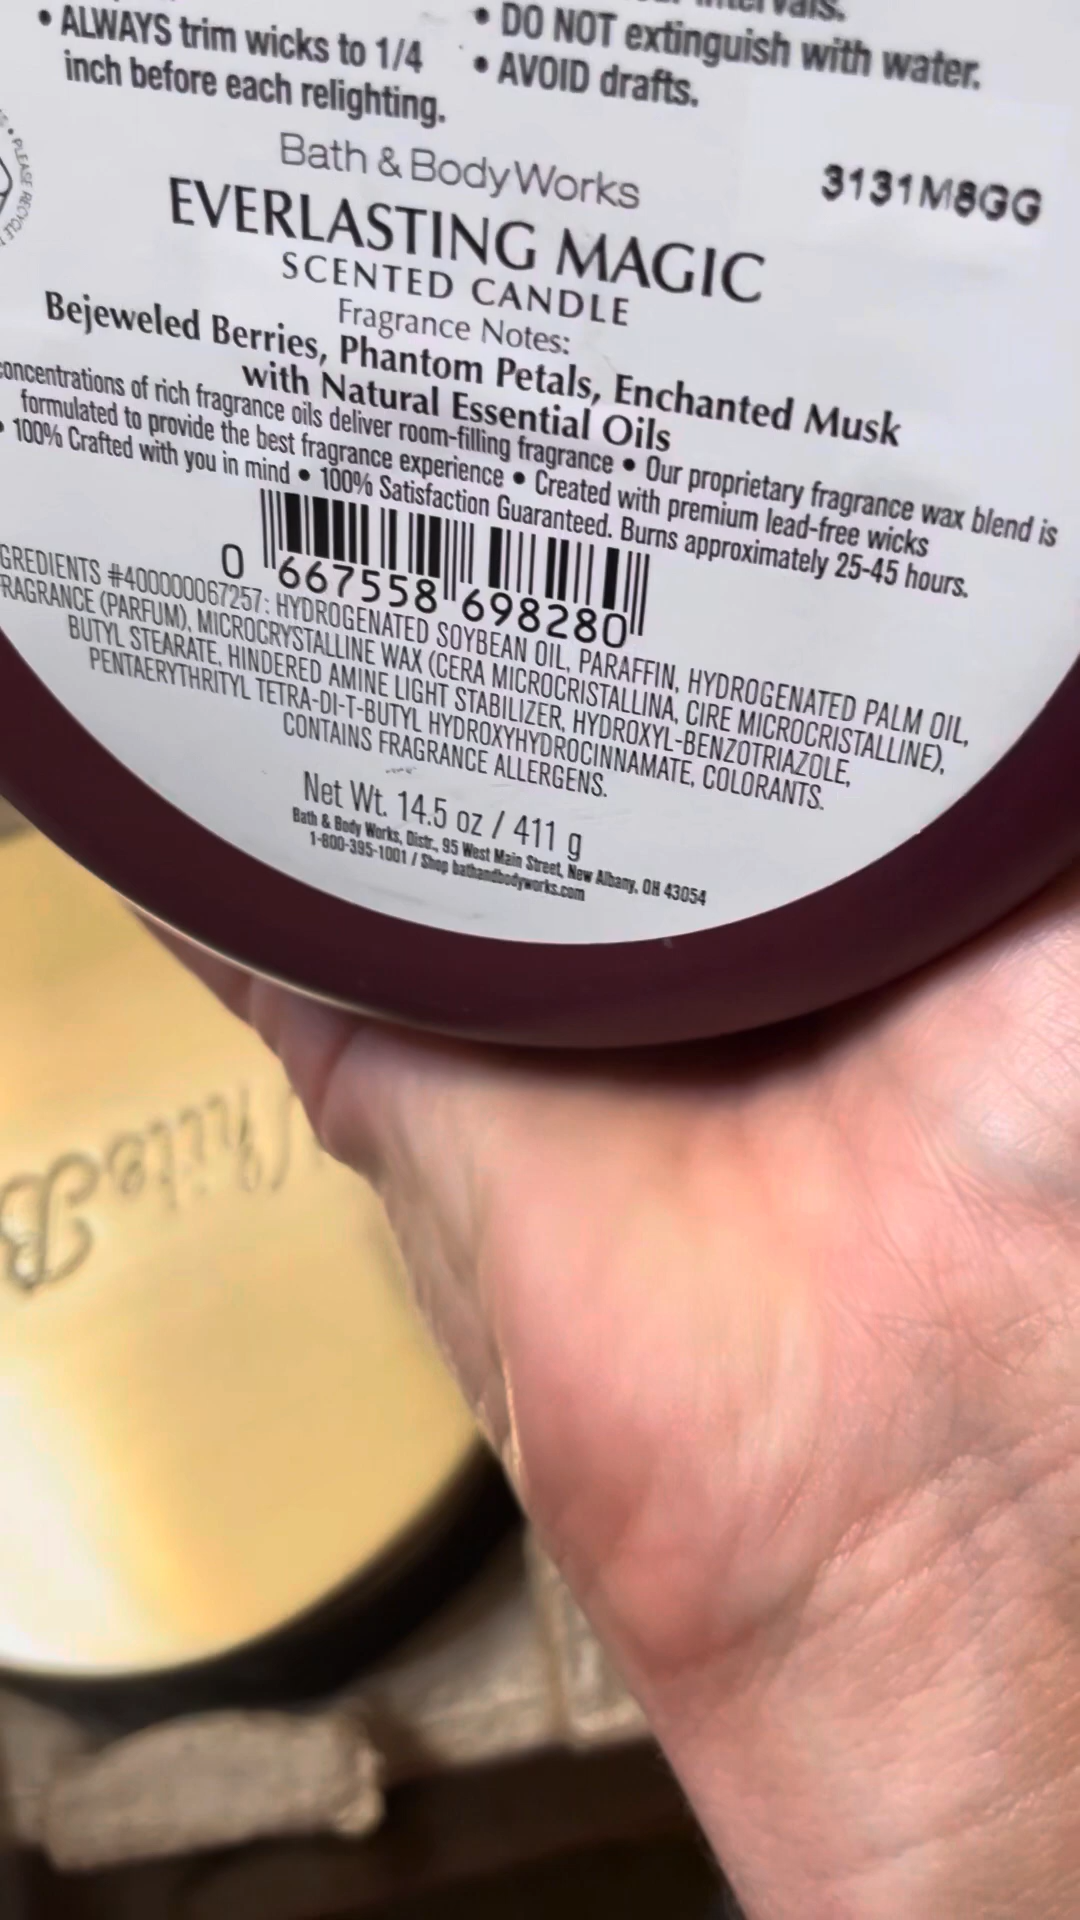 intervals.
• ALWAYS trim wicks to 1/4
inch before each relighting.
• DO NOT extinguish with water.
• AVOID drafts.
• PLEASE RECYCLE
Bath & Body Works
3131M8GG
EVERLASTING MAGIC
SCENTED CANDLE
Fragrance Notes:
Bejeweled Berries, Phantom Petals, Enchanted Musk
with Natural Essential Oils
concentrations of rich fragrance oils deliver room-filling fragrance • Our proprietary fragrance wax blend is
formulated to provide the best fragrance experience • Created with premium lead-free wicks
• 100% Crafted with you in mind • 100% Satisfaction Guaranteed. Burns approximately 25-45 hours.
0 667558 698280
GREDIENTS #400000067257: HYDROGENATED SOYBEAN OIL, PARAFFIN, HYDROGENATED PALM OIL,
RAGRANCE (PARFUM), MICROCRYSTALLINE WAX (CERA MICROCRISTALLINA, CIRE MICROCRISTALLINE),
BUTYL STEARATE, HINDERED AMINE LIGHT STABILIZER, HYDROXYL-BENZOTRIAZOLE,
PENTAERYTHRITYL TETRA-DI-T-BUTYL HYDROXYHYDROCINNAMATE, COLORANTS.
CONTAINS FRAGRANCE ALLERGENS.
Net Wt. 14.5 oz / 411 g
Bath & Body Works, Distr., 95 West Main Street, New Albany, OH 43054
1-800-395-1001 / Shop bathandbodyworks.com
White B